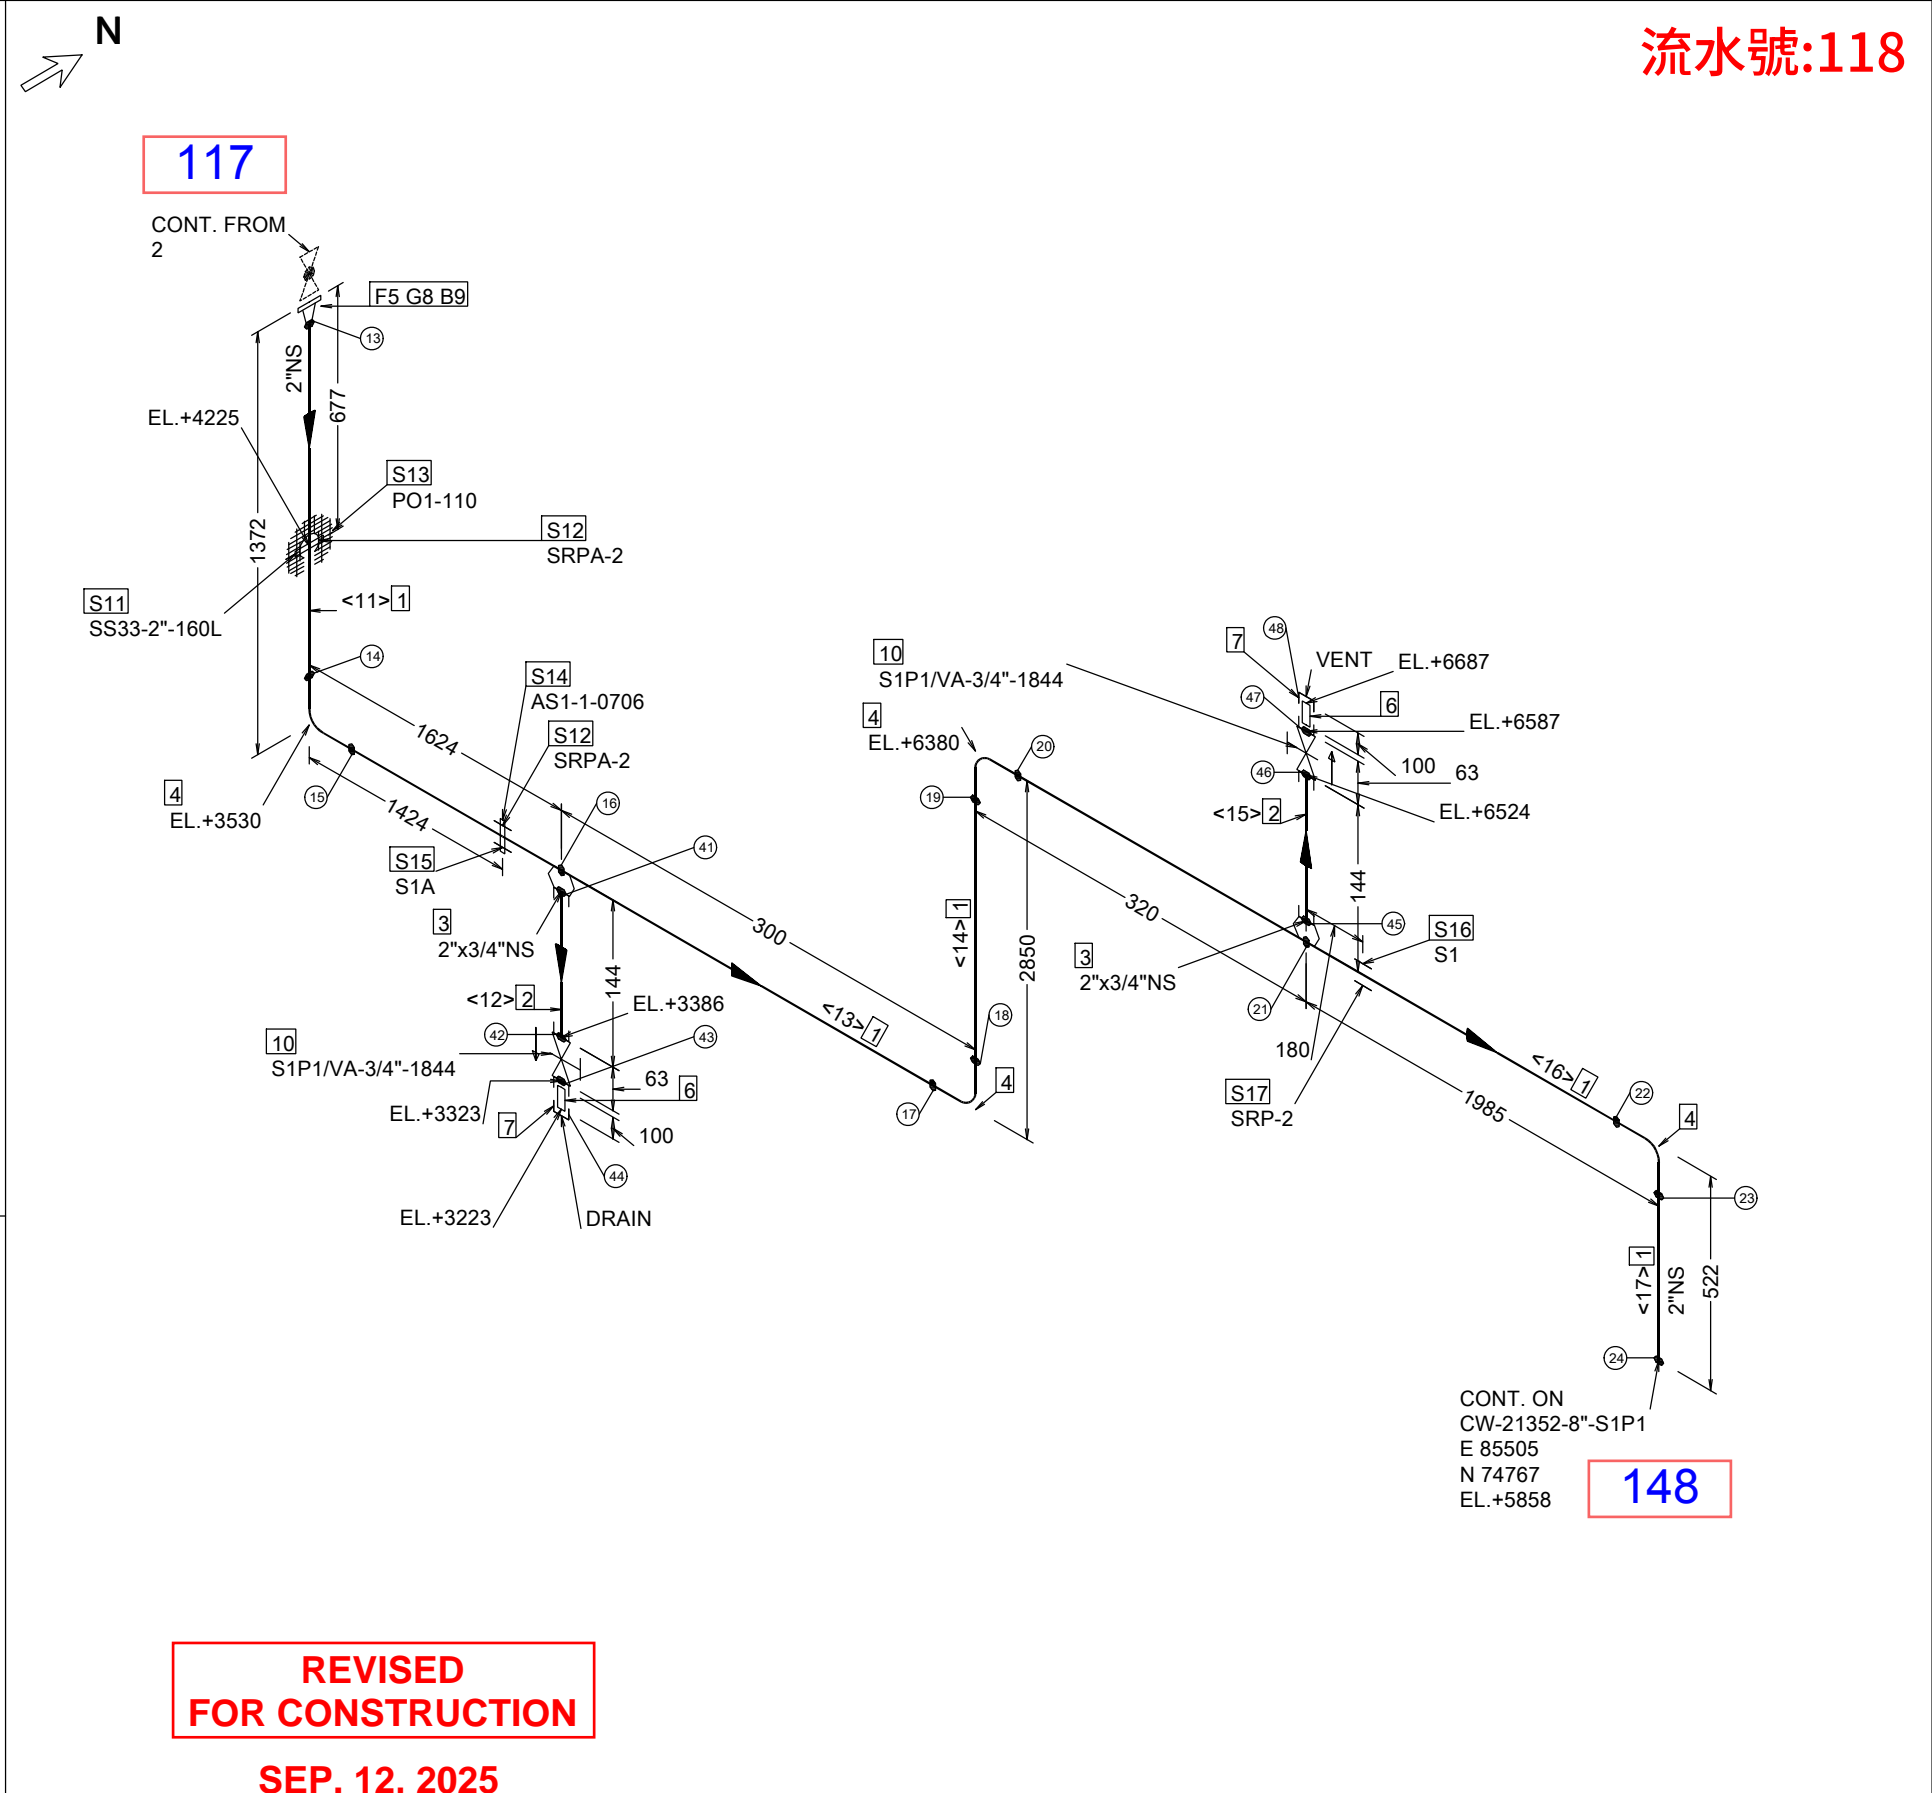 N
流水號:118
117
CONT. FROM
2
F5 G8 B9
13
2"NS
677
EL.+4225
S13
PO1-110
1372
S12
SRPA-2
S11
SS33-2"-160L
<11> 1
14
S14
AS1-1-0706
1624
S12
SRPA-2
4
EL.+3530
15
1424
16
S15
S1A
41
3
2"x3/4"NS
300
144
<12> 2
EL.+3386
42
43
10
S1P1/VA-3/4"-1844
63
6
EL.+3323
7
100
44
EL.+3223
DRAIN
<13> 1
17
18
4
<14> 1
2850
19
20
4
EL.+6380
10
S1P1/VA-3/4"-1844
7
48
VENT
EL.+6687
47
6
EL.+6587
46
100
63
<15> 2
EL.+6524
144
320
45
S16
S1
3
2"x3/4"NS
21
180
S17
SRP-2
<16> 1
1985
22
4
23
<17> 1
2"NS
522
24
CONT. ON
CW-21352-8"-S1P1
E 85505
N 74767
EL.+5858
148
REVISED
FOR CONSTRUCTION
SEP. 12. 2025